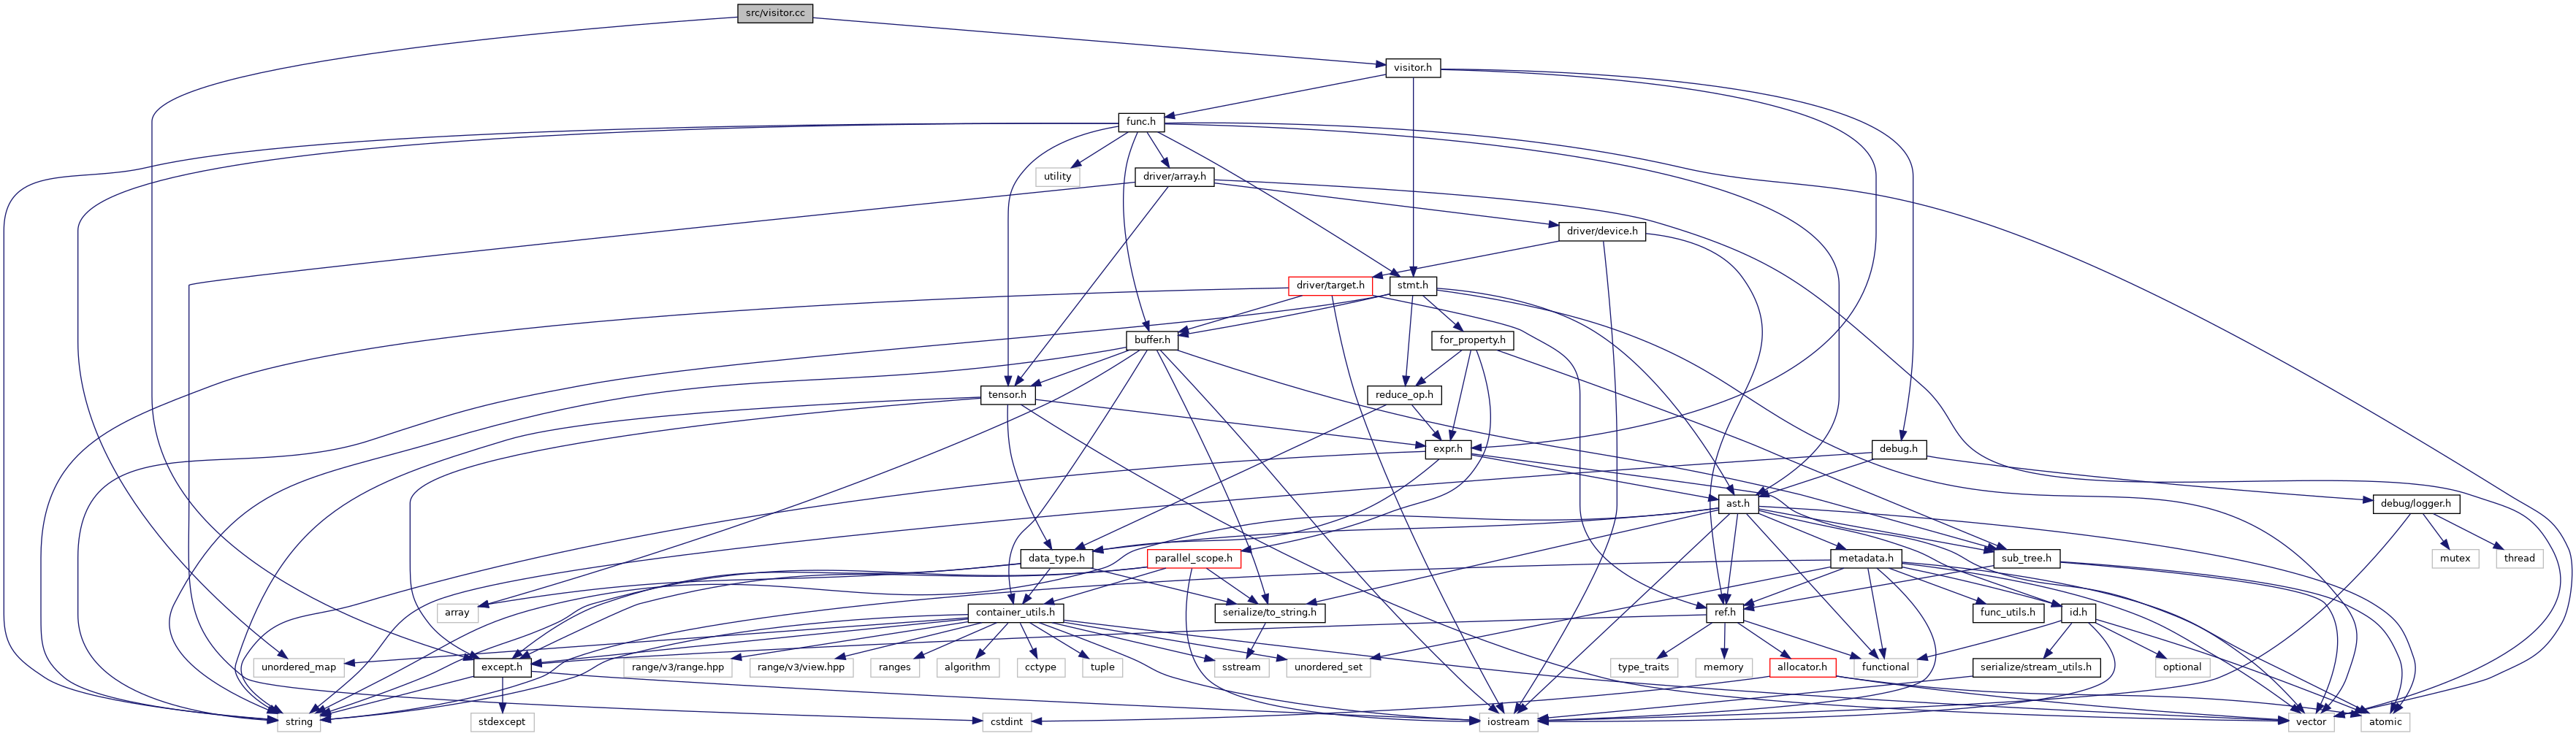 src/visitor.cc
visitor.h
func.h
utility
driver/array.h
driver/device.h
driver/target.h
stmt.h
buffer.h
for_property.h
tensor.h
reduce_op.h
expr.h
debug.h
ast.h
debug/logger.h
data_type.h
parallel_scope.h
metadata.h
sub_tree.h
mutex
thread
array
container_utils.h
serialize/to_string.h
ref.h
func_utils.h
id.h
unordered_map
except.h
range/v3/range.hpp
range/v3/view.hpp
ranges
algorithm
cctype
tuple
sstream
unordered_set
type_traits
memory
allocator.h
functional
serialize/stream_utils.h
optional
string
stdexcept
cstdint
iostream
vector
atomic